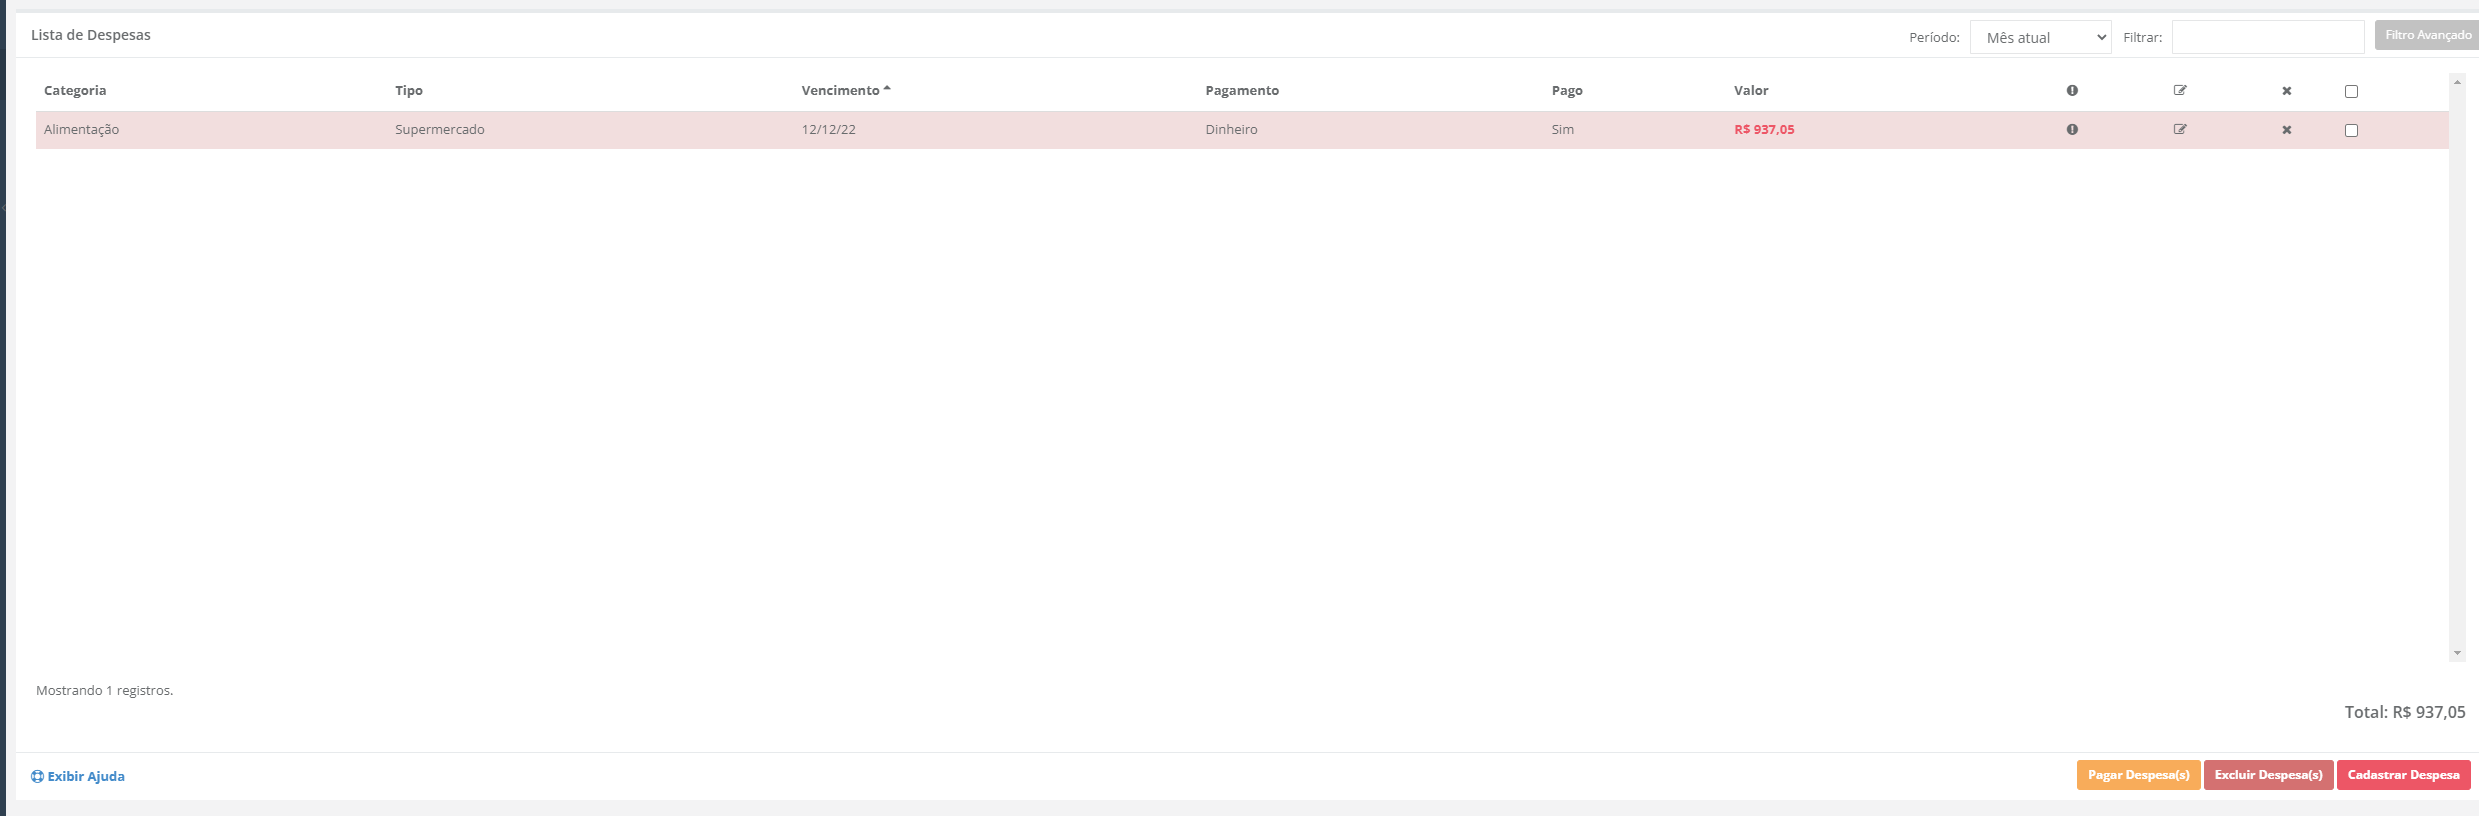 Lista de Despesas
Período: Mês atual Filtrar: Filtro Avançado
Categoria Tipo Vencimento Pagamento Pago Valor
Alimentação Supermercado 12/12/22 Dinheiro Sim R$ 937,05
Mostrando 1 registros.
Total: R$ 937,05
Exibir Ajuda Pagar Despesa(s) Excluir Despesa(s) Cadastrar Despesa